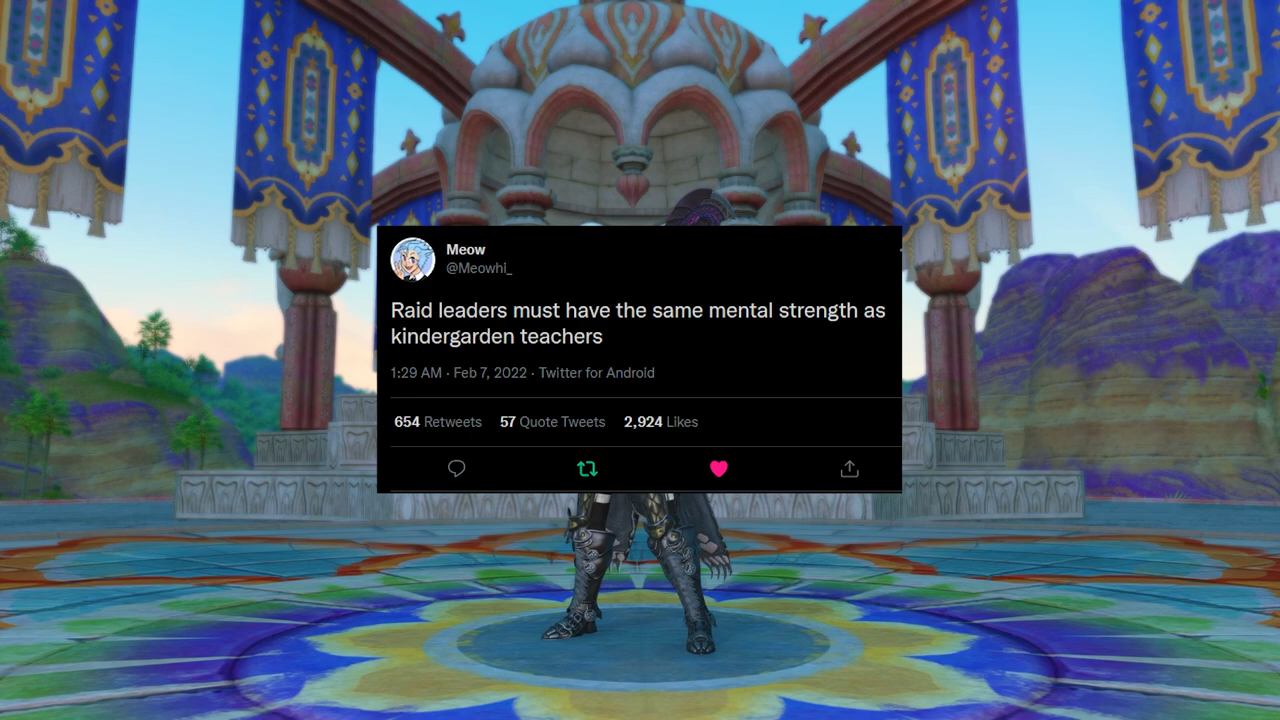 Meow
@Meowhi_
Raid leaders must have the same mental strength as
kindergarden teachers
1:29 AM · Feb 7, 2022 · Twitter for Android
654 Retweets 57 Quote Tweets 2,924 Likes